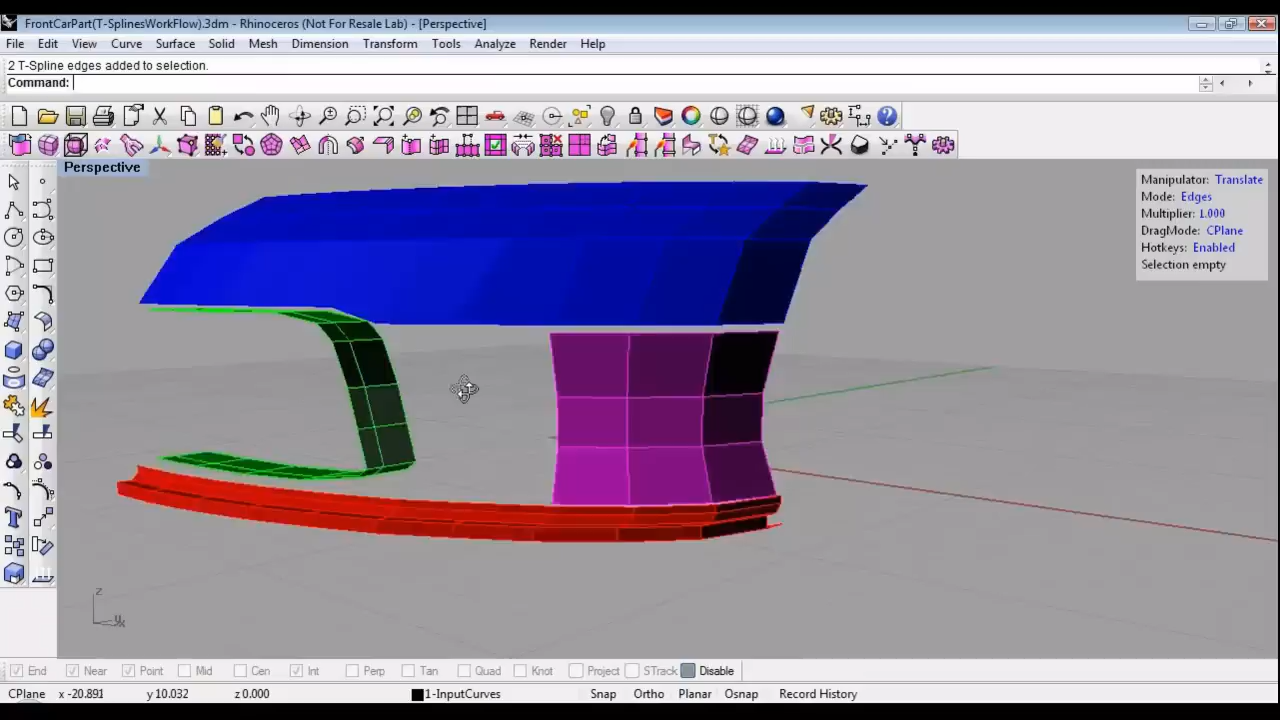 FrontCarPart(T-SplinesWorkFlow).3dm - Rhinoceros (Not For Resale Lab) - [Perspective]
File Edit View Curve Surface Solid Mesh Dimension Transform Tools Analyze Render Help
2 T-Spline edges added to selection.
Command:
Perspective
Manipulator: Translate
Mode: Edges
Multiplier: 1.000
DragMode: CPlane
Hotkeys: Enabled
Selection empty
z
End Near Point Mid Cen Int Perp Tan Quad Knot Project STrack Disable
CPlane x -20.891 y 10.032 z 0.000 1-InputCurves Snap Ortho Planar Osnap Record History